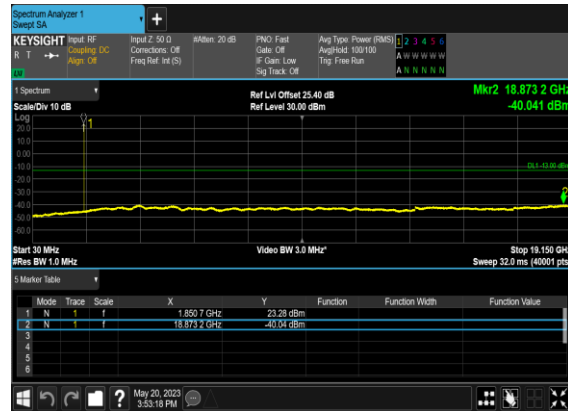 Spectrum Analyzer 1
Swept SA
+
KEYSIGHT Input: RF Input Z: 50 Ω #Atten: 20 dB PNO: Fast Avg Type: Power (RMS) 1 2 3 4 5 6
R T Coupling: DC Corrections: Off Gate: Off Avg|Hold: 100/100 A W W W W W
Align: Off Freq Ref: Int (S) IF Gain: Low Trig: Free Run
LW Sig Track: Off A N N N N N
1 Spectrum Ref Lvl Offset 25.40 dB Mkr2 18.873 2 GHz
Scale/Div 10 dB Ref Level 30.00 dBm -40.041 dBm
Log
1
20.0
10.0
0.00
-10.0
DL1 -13.00 dBm
-20.0
-30.0
2
-40.0
-50.0
-60.0
Start 30 MHz Video BW 3.0 MHz* Stop 19.150 GHz
#Res BW 1.0 MHz Sweep 32.0 ms (40001 pts)
5 Marker Table
Mode Trace Scale X Y Function Function Width Function Value
1 N 1 f 1.850 7 GHz 23.28 dBm
2 N 1 f 18.873 2 GHz -40.04 dBm
3
4
5
6
? May 20, 2023
3:53:18 PM